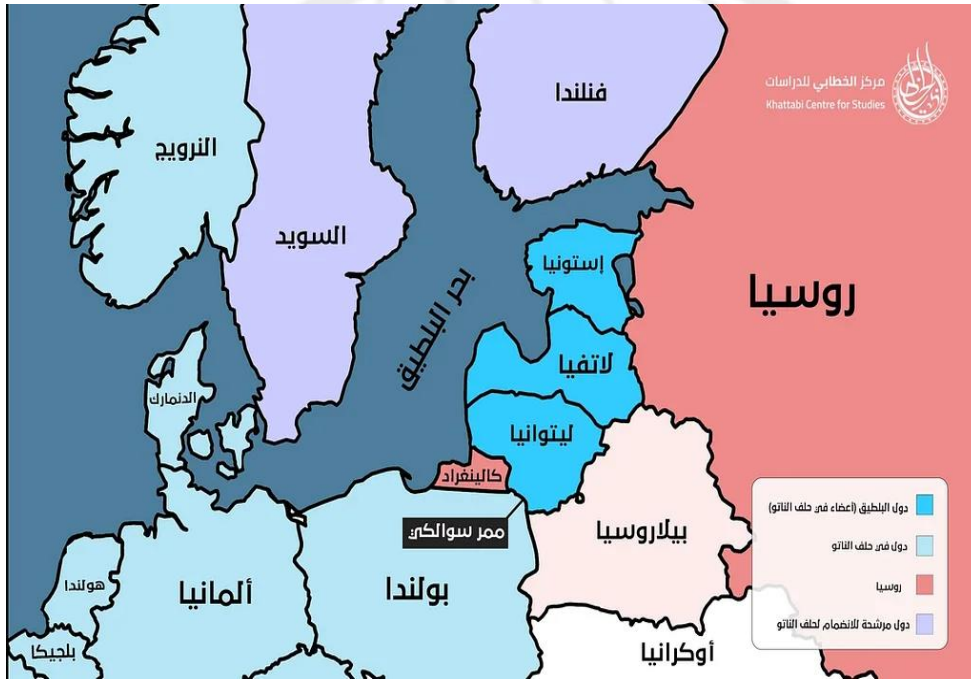 مركز الخطابي للدراسات
Khattabi Centre for Studies
فنلندا
النرويج
السويد
إستونيا
روسيا
بحر البلطيق
لاتفيا
الدنمارك
ليتوانيا
كالينغراد
ممر سوالكي
بيلاروسيا
هولندا
ألمانيا
بولندا
بلجيكا
أوكرانيا
دول البلطيق (أعضاء في حلف الناتو)
دول في حلف الناتو
روسيا
دول مرشحة للانضمام لحلف الناتو